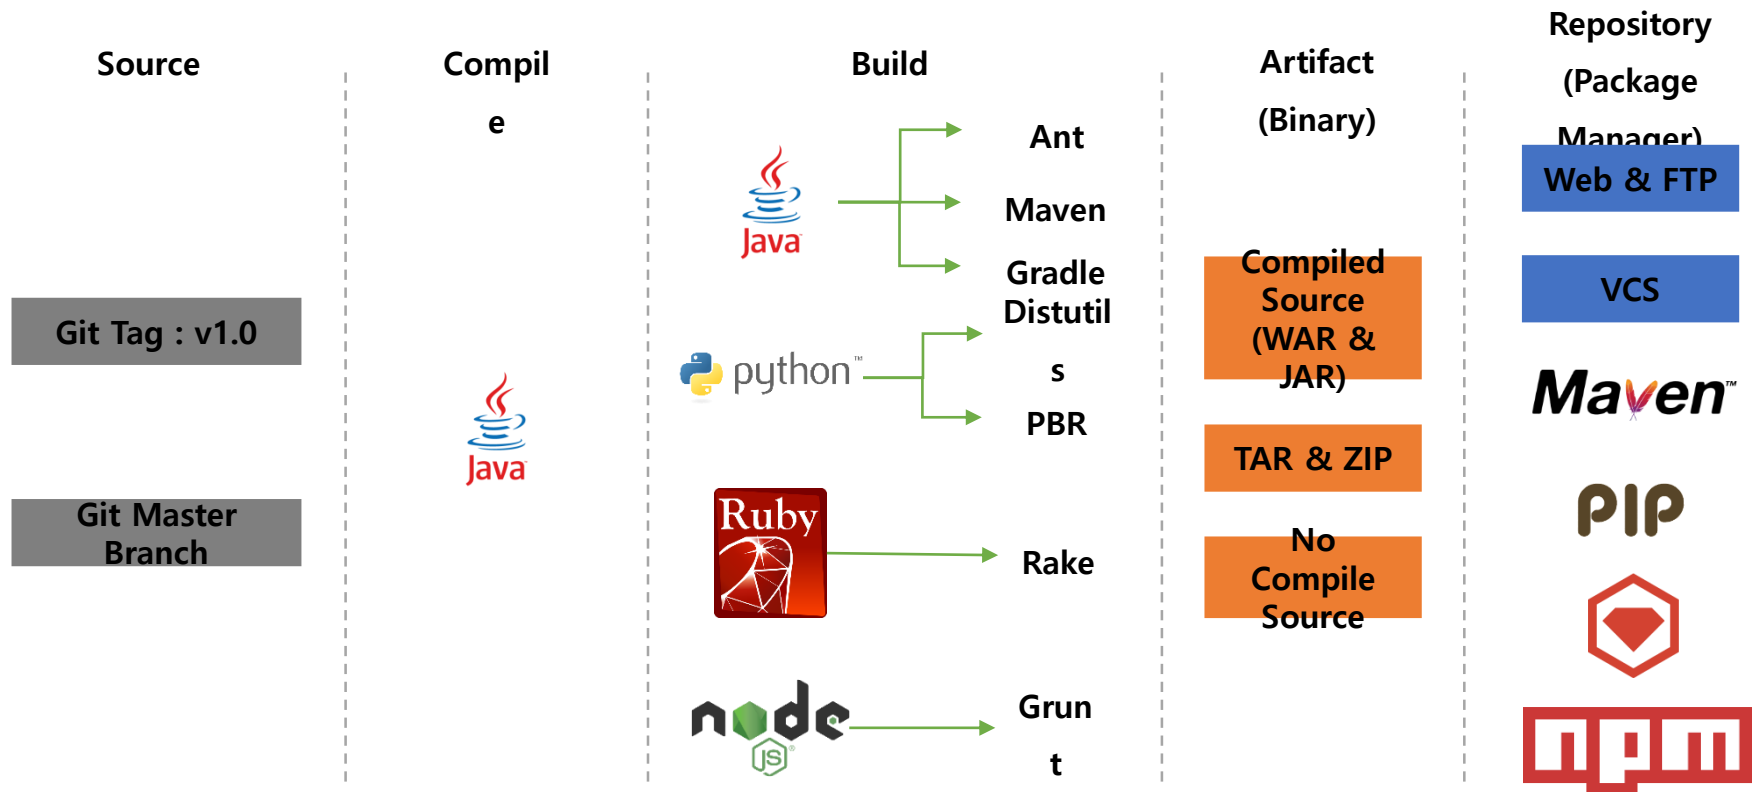 Source
Git Tag : v1.0
Git Master
Branch
Compil
e
Java
Build
Java
Ant
Maven
Gradle
python™
Distutil
s
PBR
Ruby
Rake
node
JS®
Grun
t
Artifact
(Binary)
Compiled
Source
(WAR &
JAR)
TAR & ZIP
No
Compile
Source
Repository
(Package
Manager)
Web & FTP
VCS
Maven™
PIP
npm